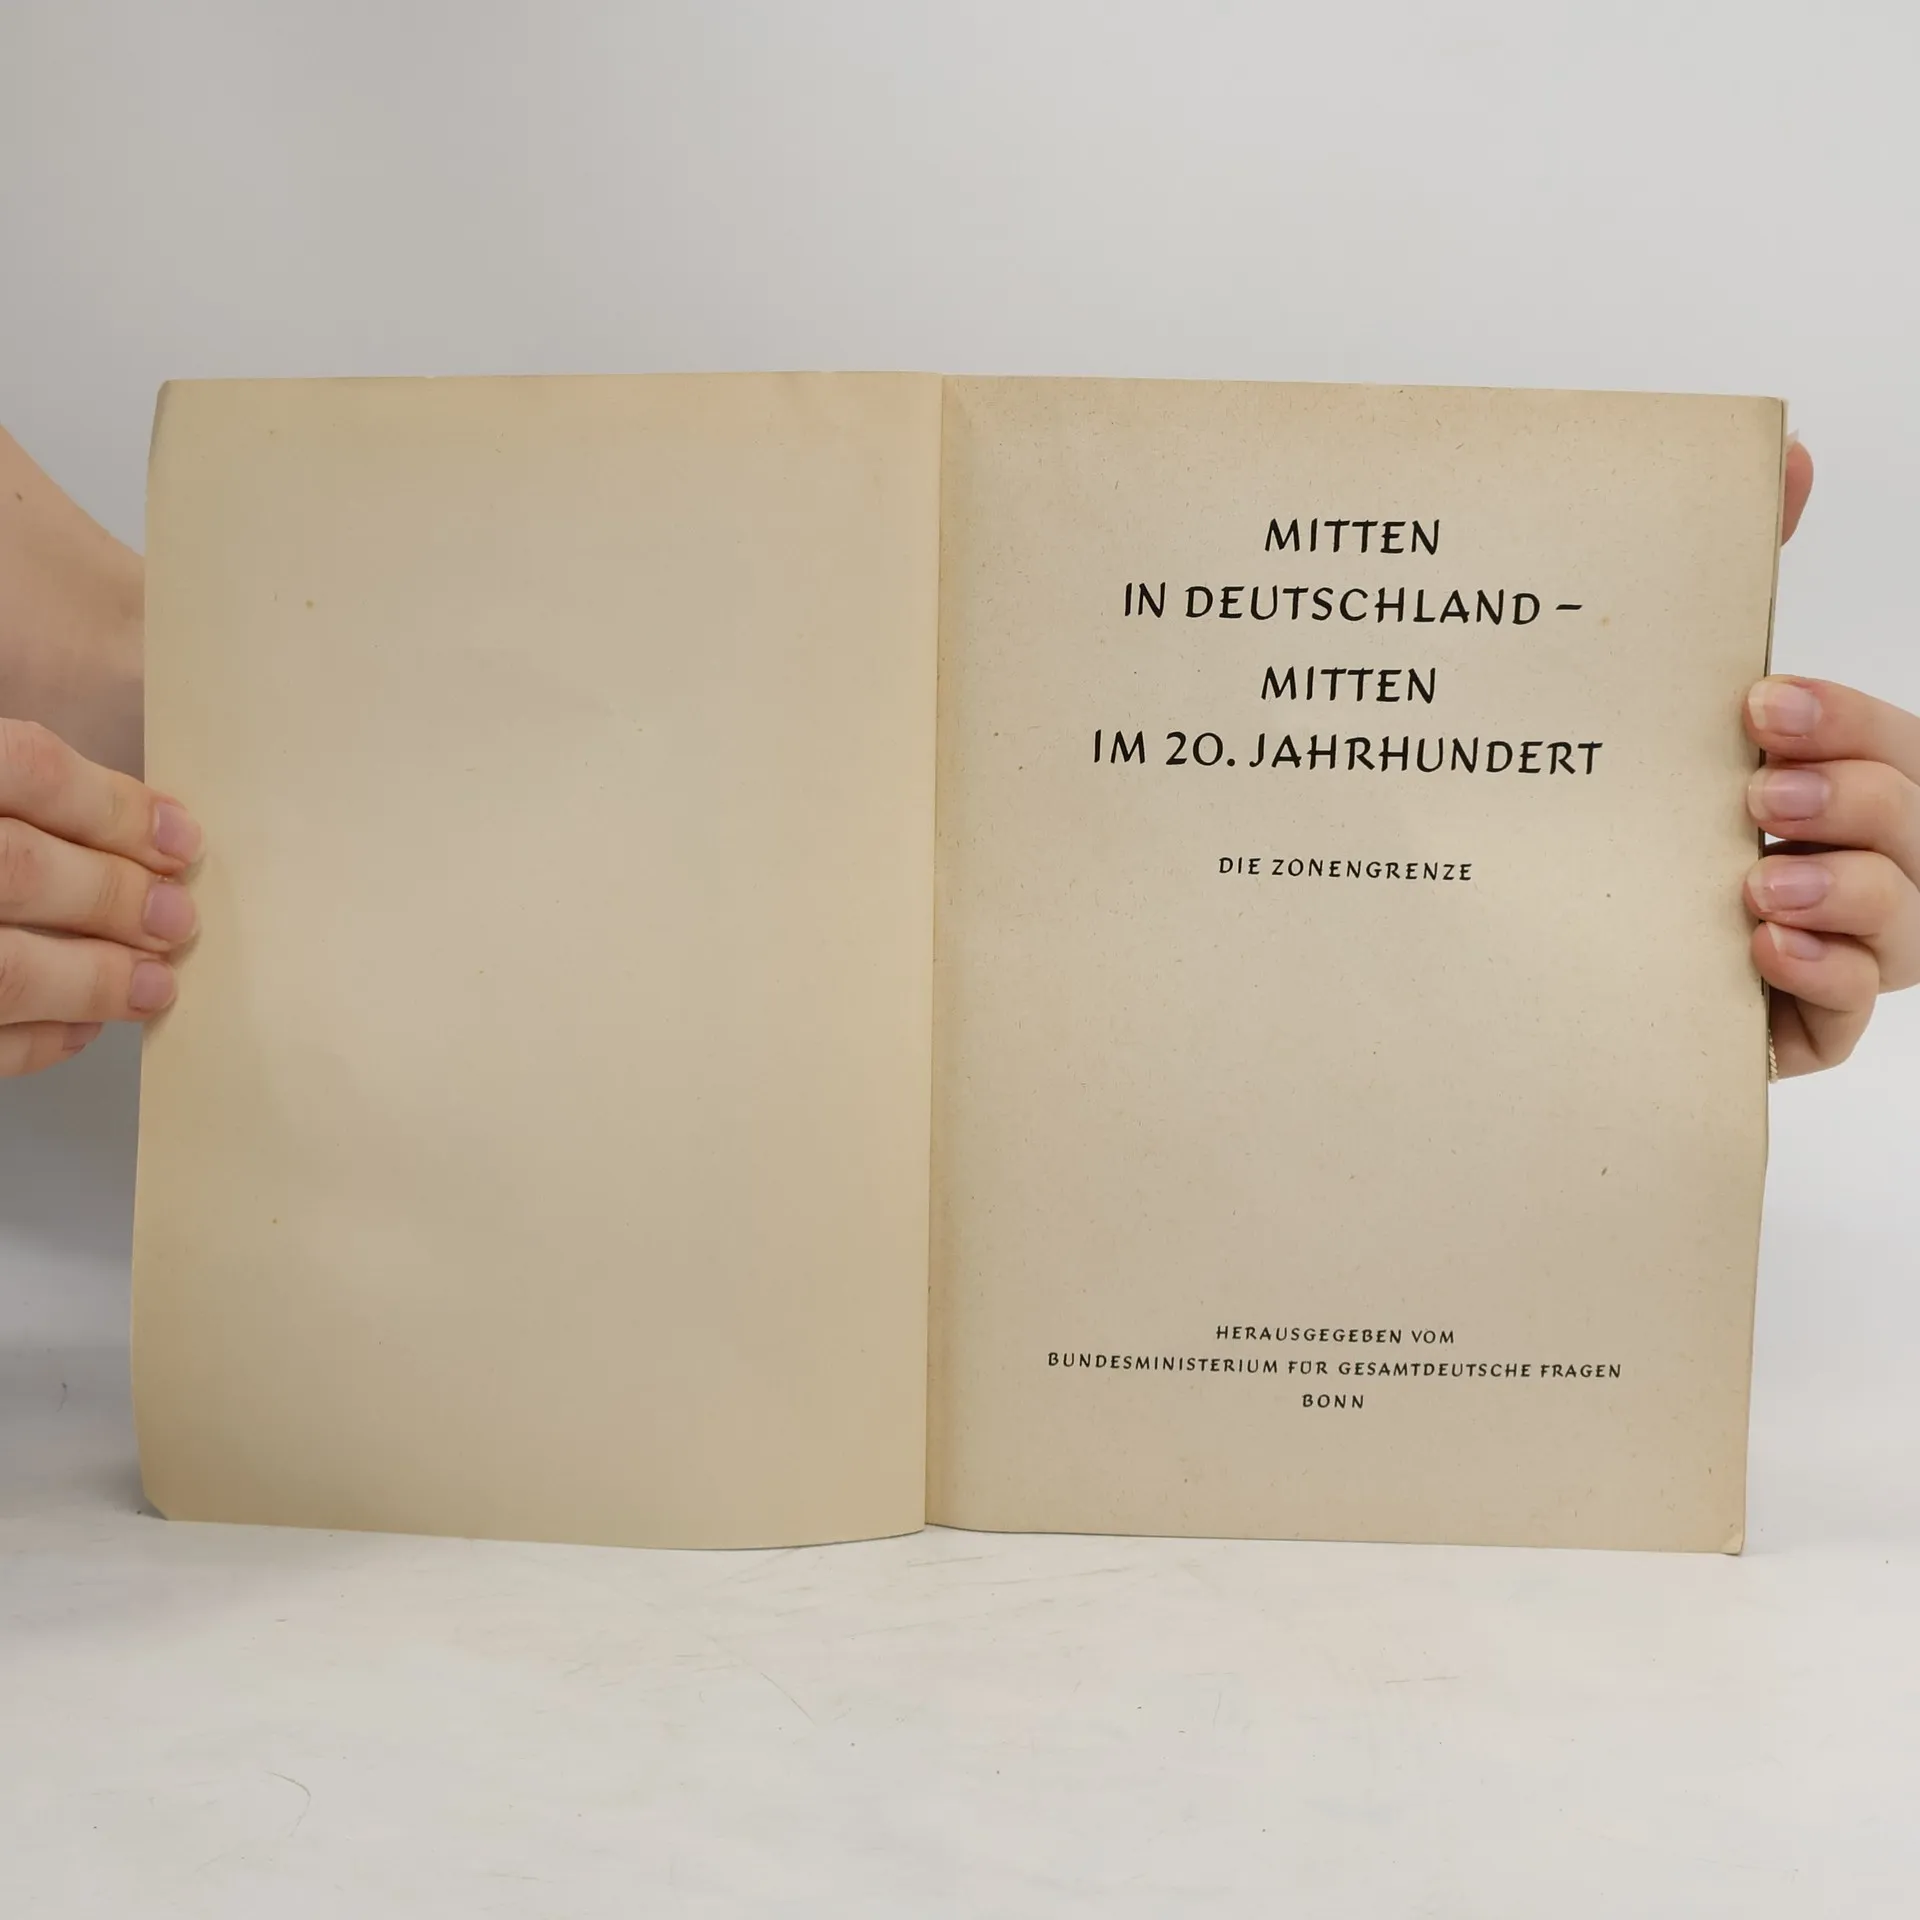 MITTEN
IN DEUTSCHLAND –
MITTEN
IM 20. JAHRHUNDERT
DIE ZONENGRENZE
HERAUSGEGEBEN VOM
BUNDESMINISTERIUM FÜR GESAMTDEUTSCHE FRAGEN
BONN